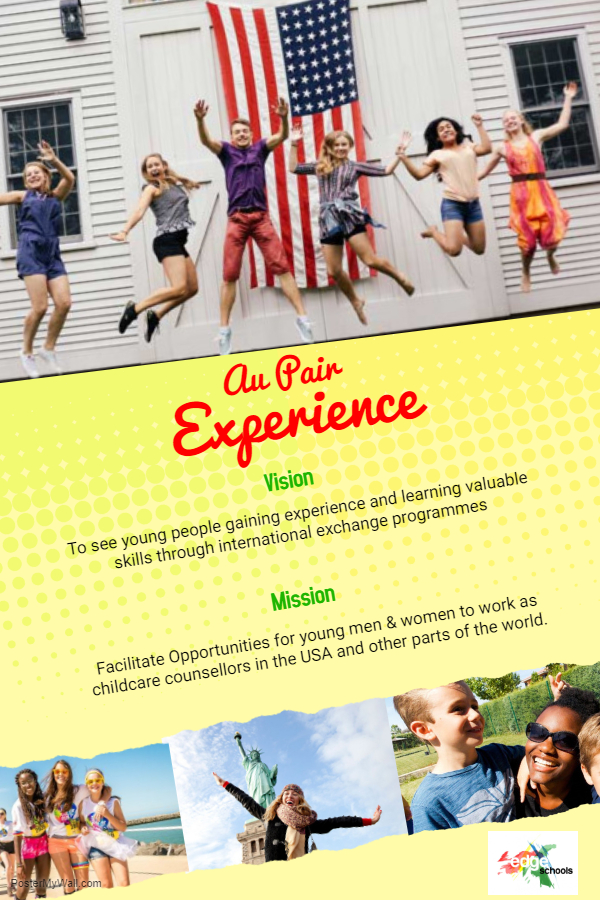 Au Pair
Experience
Vision
To see young people gaining experience and learning valuable
skills through international exchange programmes
Mission
Facilitate Opportunities for young men & women to work as
childcare counsellors in the USA and other parts of the world.
edge
schools
PosterMyWall.com